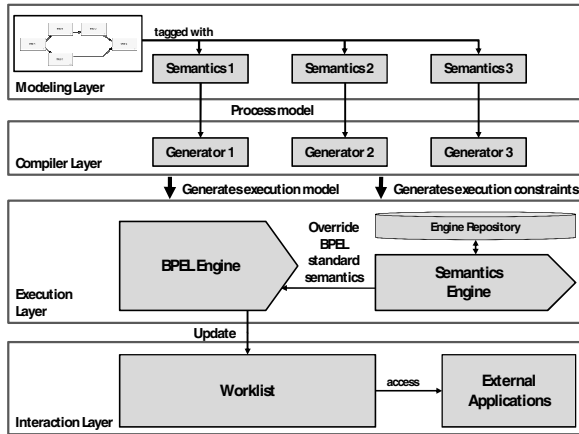 tagged with
Semantics 1
Semantics 2
Semantics 3
Modeling Layer
Process model
Generator 1
Generator 2
Generator 3
Compiler Layer
Generates execution model
Generates execution constraints
Engine Repository
Override
BPEL
standard
semantics
BPEL Engine
Semantics
Engine
Execution
Layer
Update
Worklist
access
External
Applications
Interaction Layer